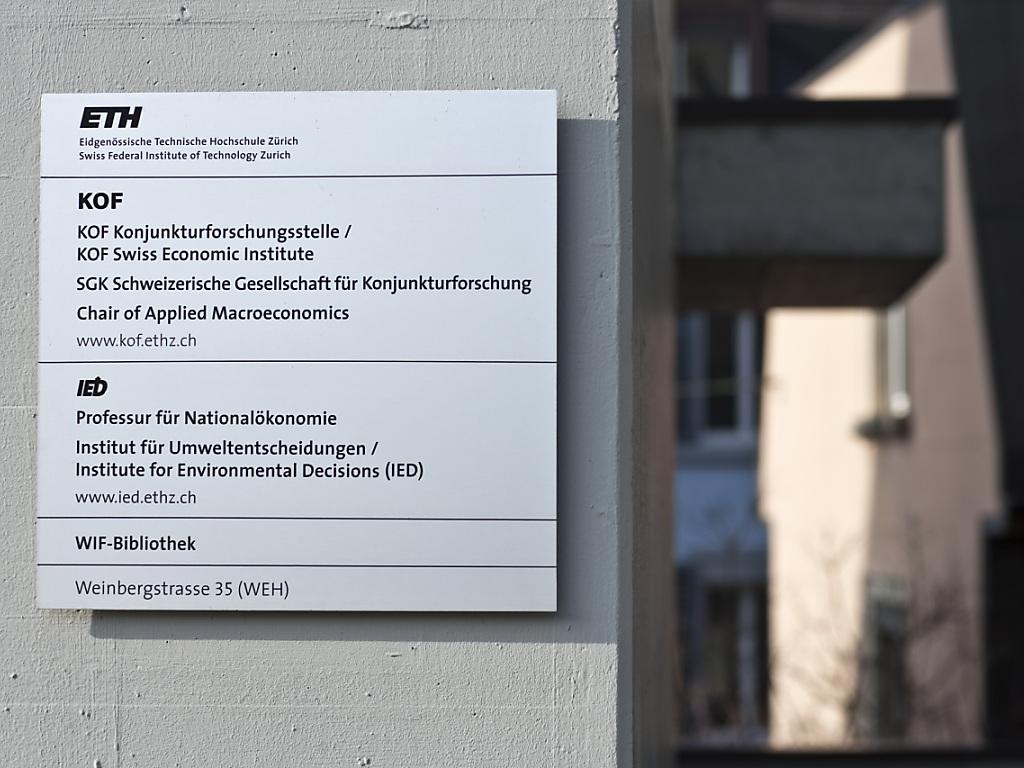 ETH
Eidgenössische Technische Hochschule Zürich
Swiss Federal Institute of Technology Zurich
KOF
KOF Konjunkturforschungsstelle /
KOF Swiss Economic Institute
SGK Schweizerische Gesellschaft für Konjunkturforschung
Chair of Applied Macroeconomics
www.kof.ethz.ch
IED
Professur für Nationalökonomie
Institut für Umweltentscheidungen /
Institute for Environmental Decisions (IED)
www.ied.ethz.ch
WIF-Bibliothek
Weinbergstrasse 35 (WEH)